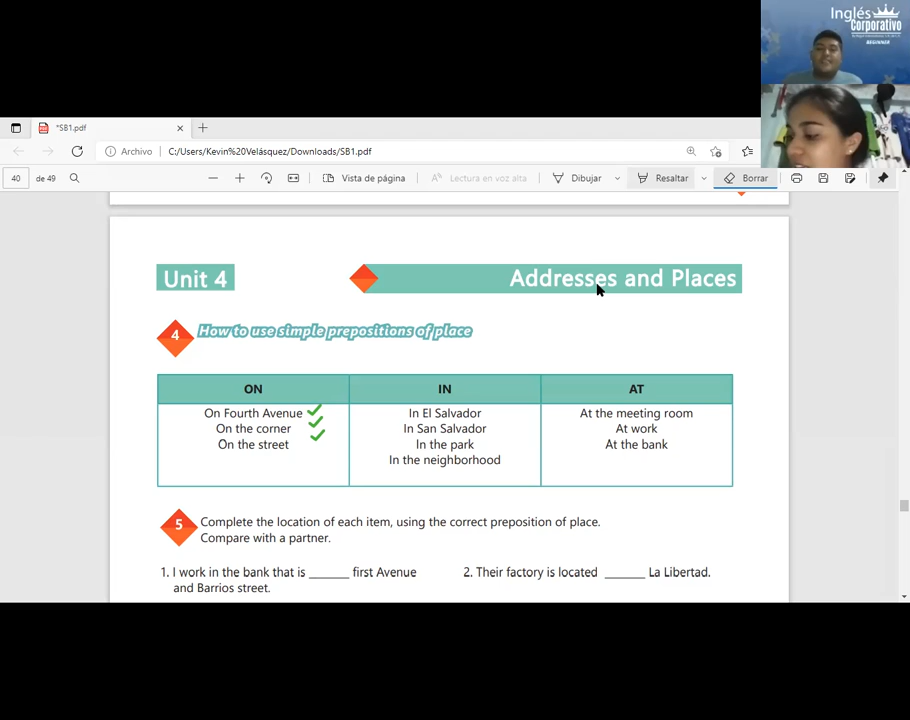 Inglés
Corporativo
BEGINNER
*SB1.pdf
Archivo
C:/Users/Kevin%20Velásquez/Downloads/SB1.pdf
40 de 49
Vista de página
Lectura en voz alta
Dibujar
Resaltar
Borrar
Unit 4
Addresses and Places
4 How to use simple prepositions of place
ON IN AT
On Fourth Avenue In El Salvador At the meeting room
On the corner In San Salvador At work
On the street In the park At the bank
In the neighborhood
5 Complete the location of each item, using the correct preposition of place.
Compare with a partner.
1. I work in the bank that is ______ first Avenue 2. Their factory is located ______ La Libertad.
and Barrios street.